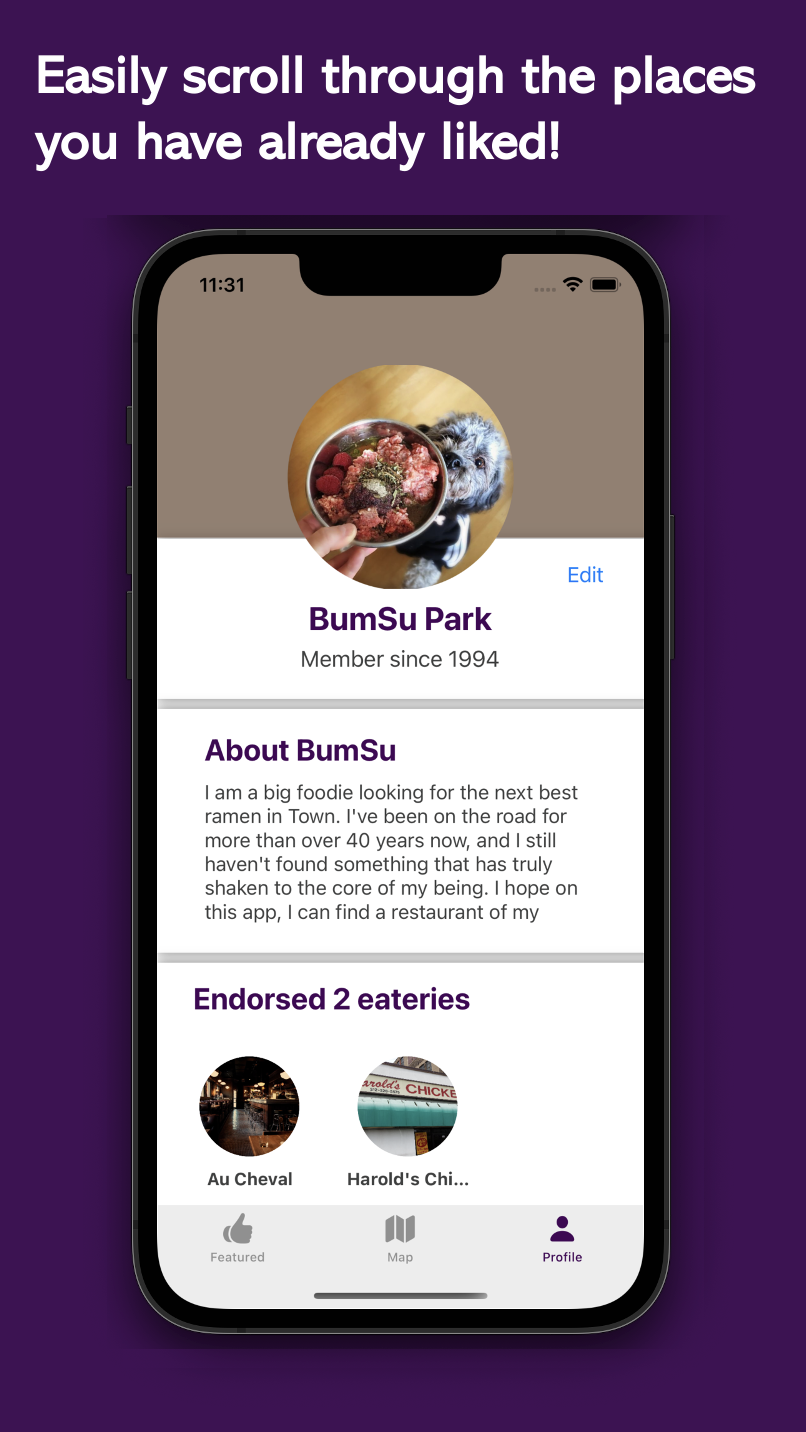 Easily scroll through the places
you have already liked!
11:31
Edit
BumSu Park
Member since 1994
About BumSu
I am a big foodie looking for the next best
ramen in Town. I've been on the road for
more than over 40 years now, and I still
haven't found something that has truly
shaken to the core of my being. I hope on
this app, I can find a restaurant of my
Endorsed 2 eateries
arold's CHICKE
Au Cheval
Harold's Chi...
Featured
Map
Profile